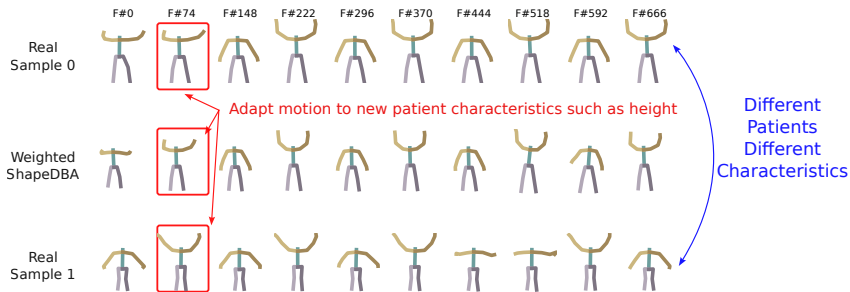 F#0 F#74 F#148 F#222 F#296 F#370 F#444 F#518 F#592 F#666
Real
Sample 0
Adapt motion to new patient characteristics such as height
Different
Patients
Different
Characteristics
Weighted
ShapeDBA
Real
Sample 1